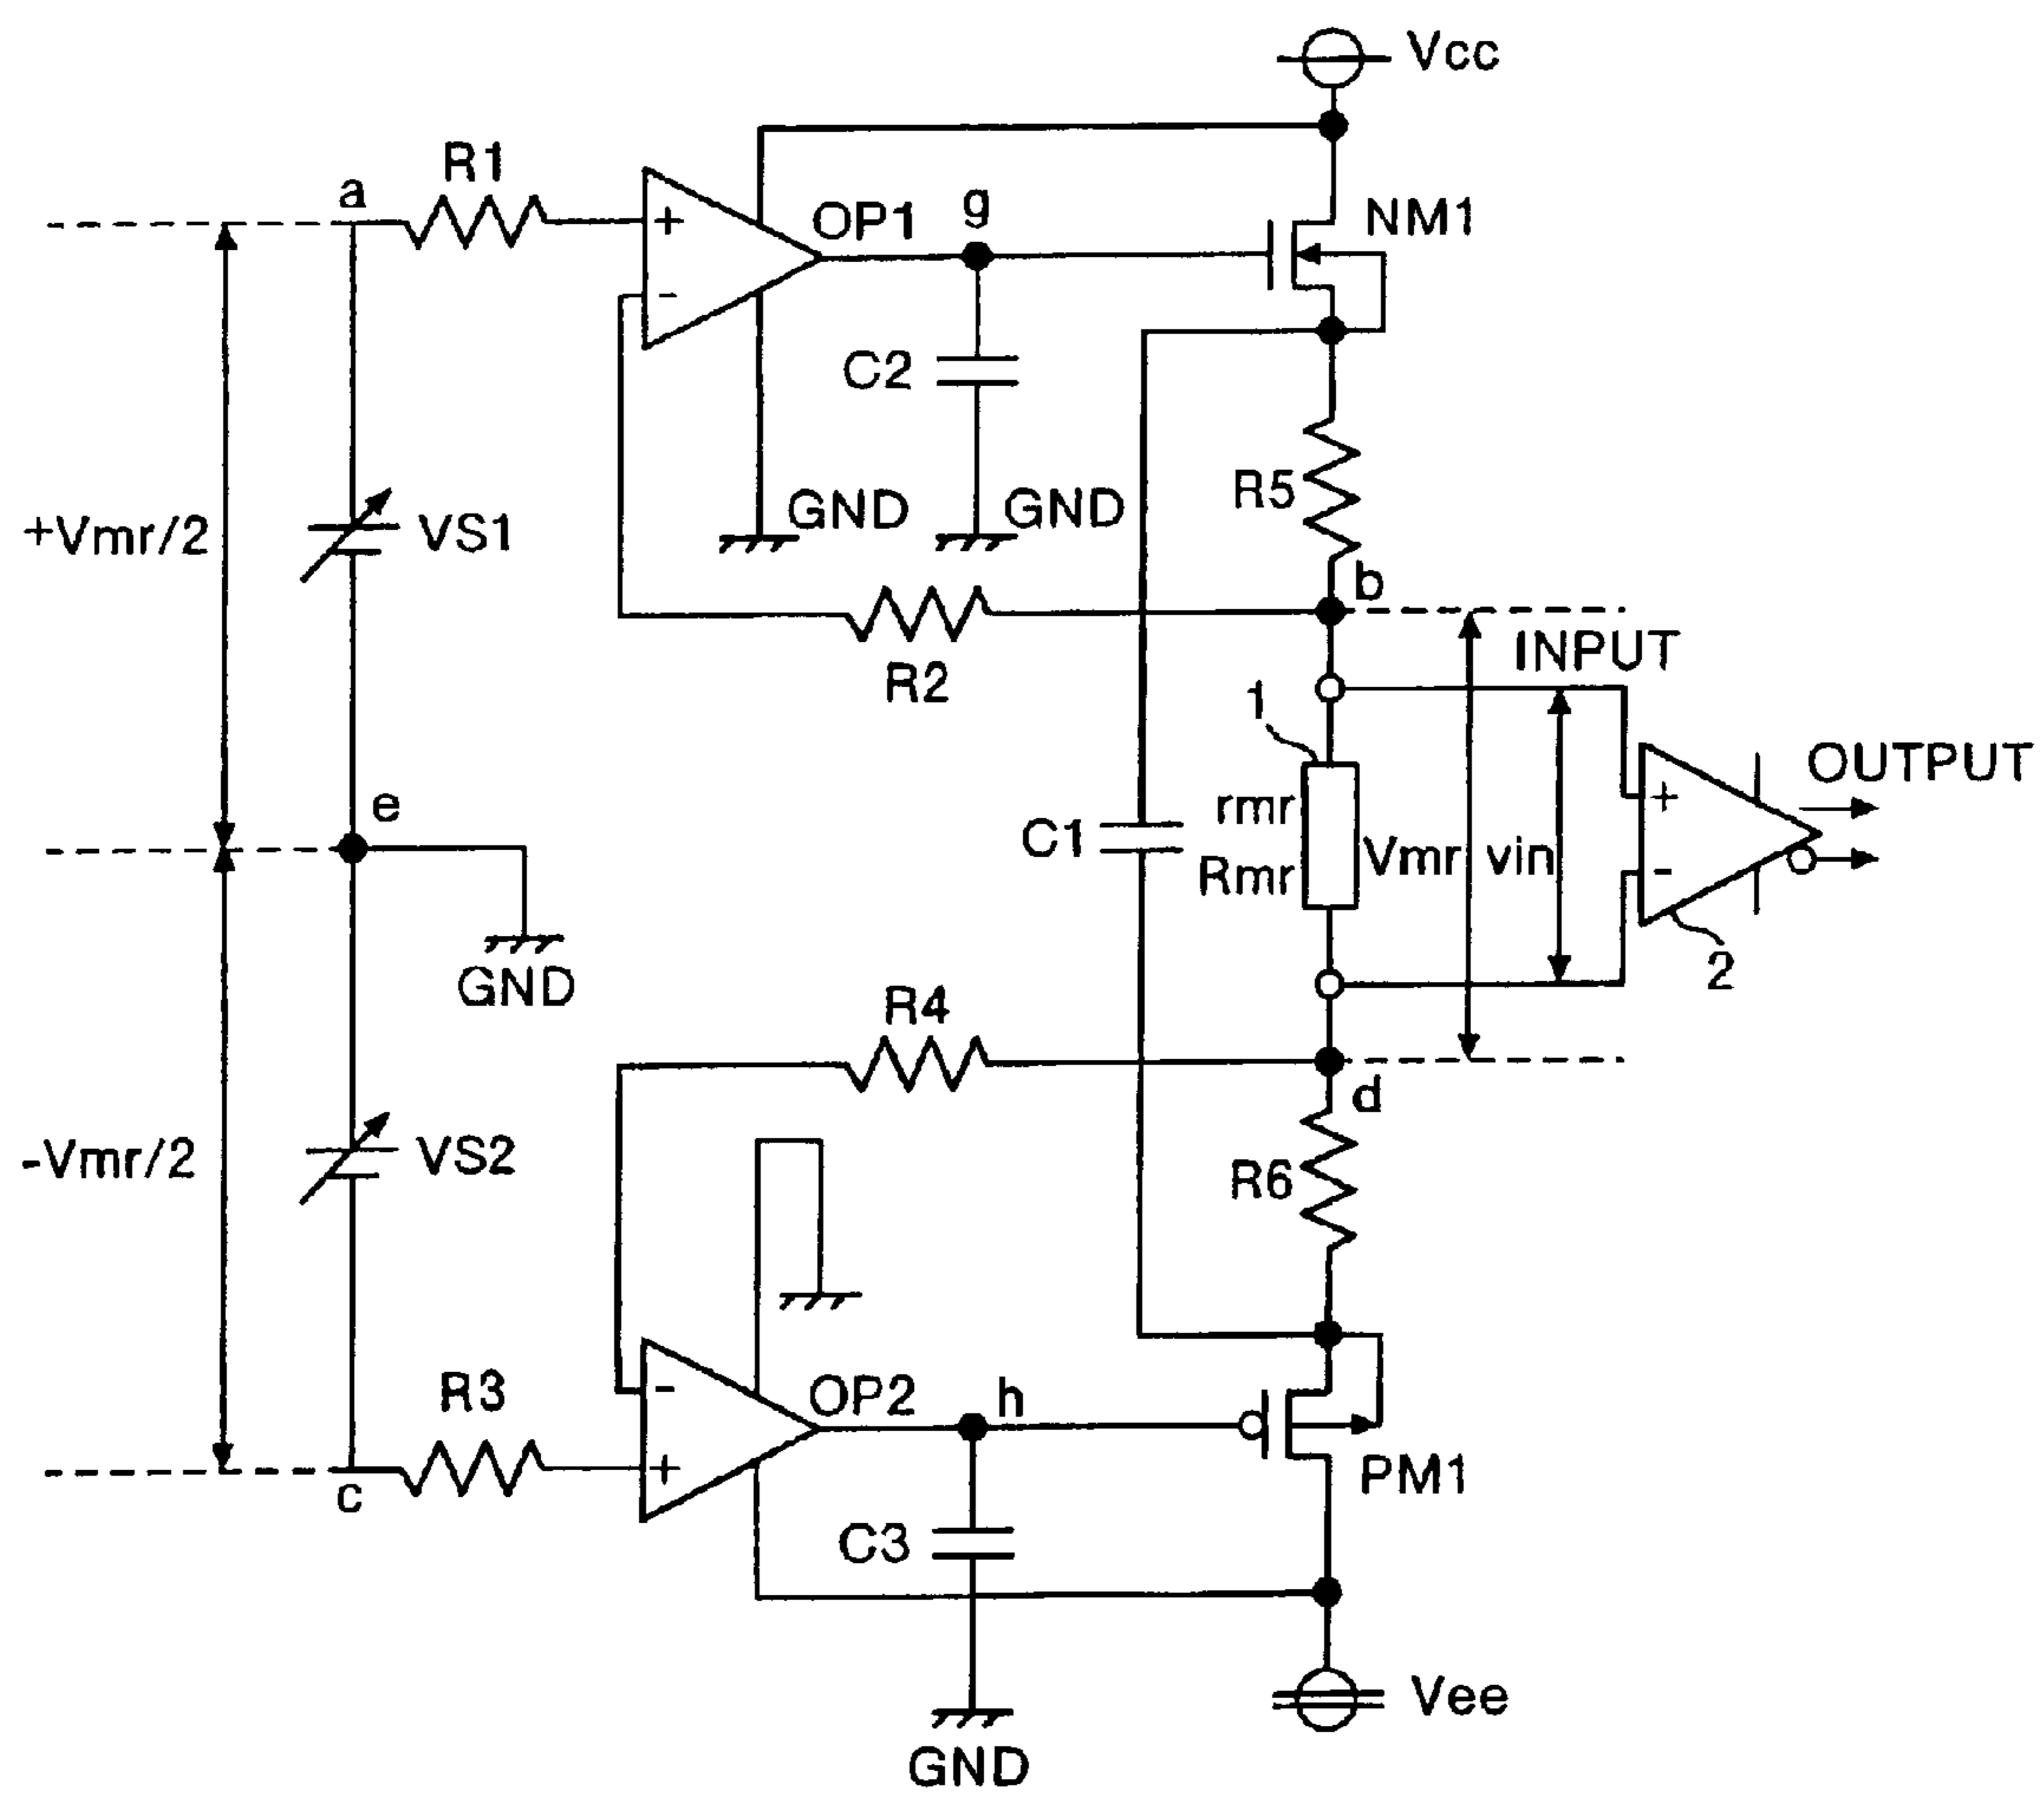 Vcc
R1
a
+
OP1
g
NM1
-
C2
GND
GND
R5
+Vmr/2
VS1
b
INPUT
R2
1
OUTPUT
e
rmr
+
C1
Vmr
vin
Rmr
-
2
GND
R4
d
-Vmr/2
VS2
R6
R3
-
OP2
h
+
c
PM1
C3
Vee
GND